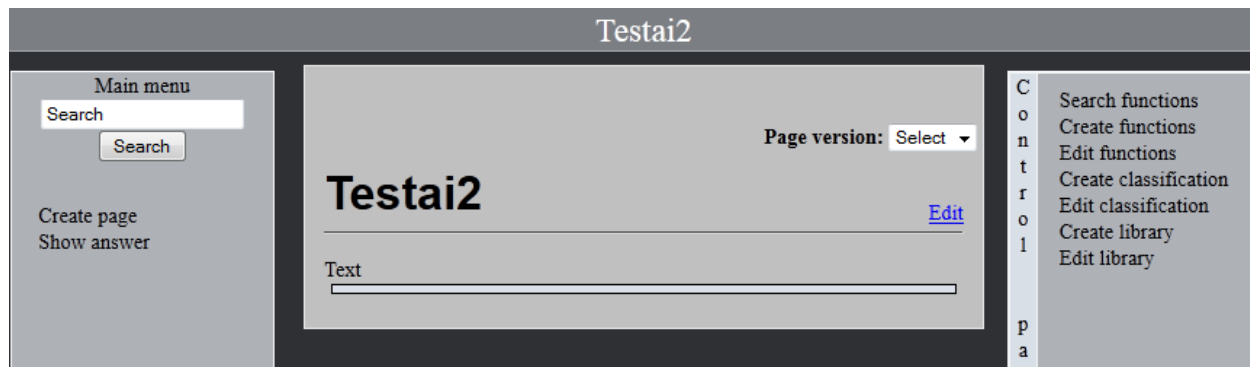 Testai2
Main menu
Search
Search
Create page
Show answer
Page version: Select
Testai2
Edit
Text
C
o
n
t
r
o
l
p
a
Search functions
Create functions
Edit functions
Create classification
Edit classification
Create library
Edit library